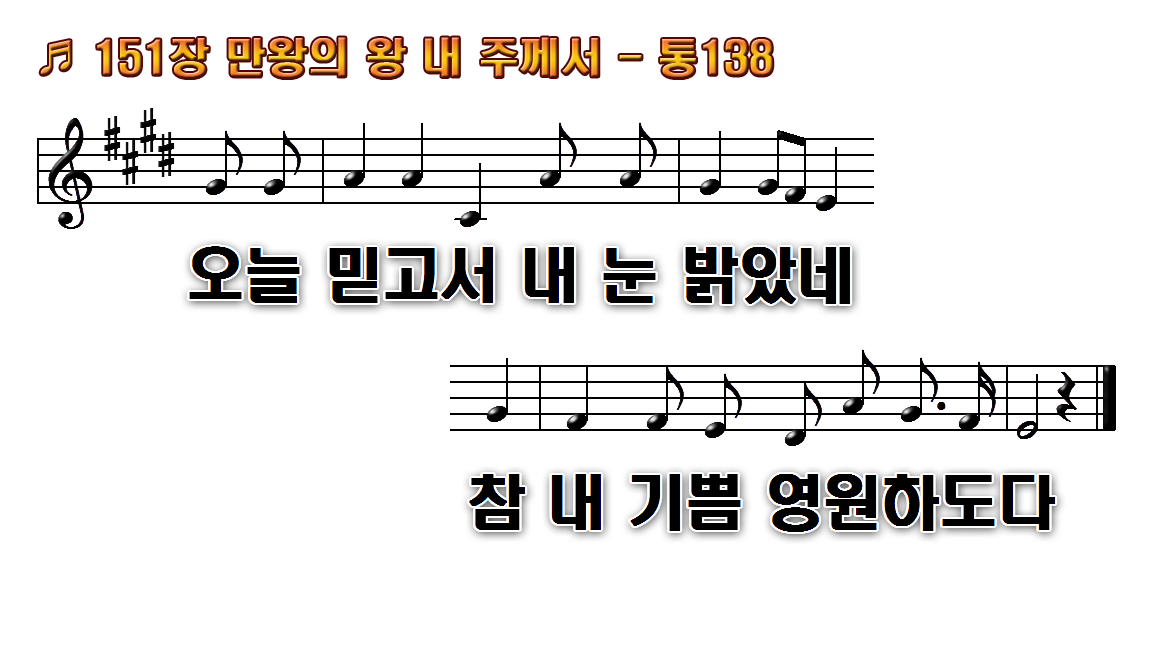 ♬ 151장 만왕의 왕 내 주께서 - 통138
오늘 믿고서 내 눈 밝았네
참 내 기쁨 영원하도다